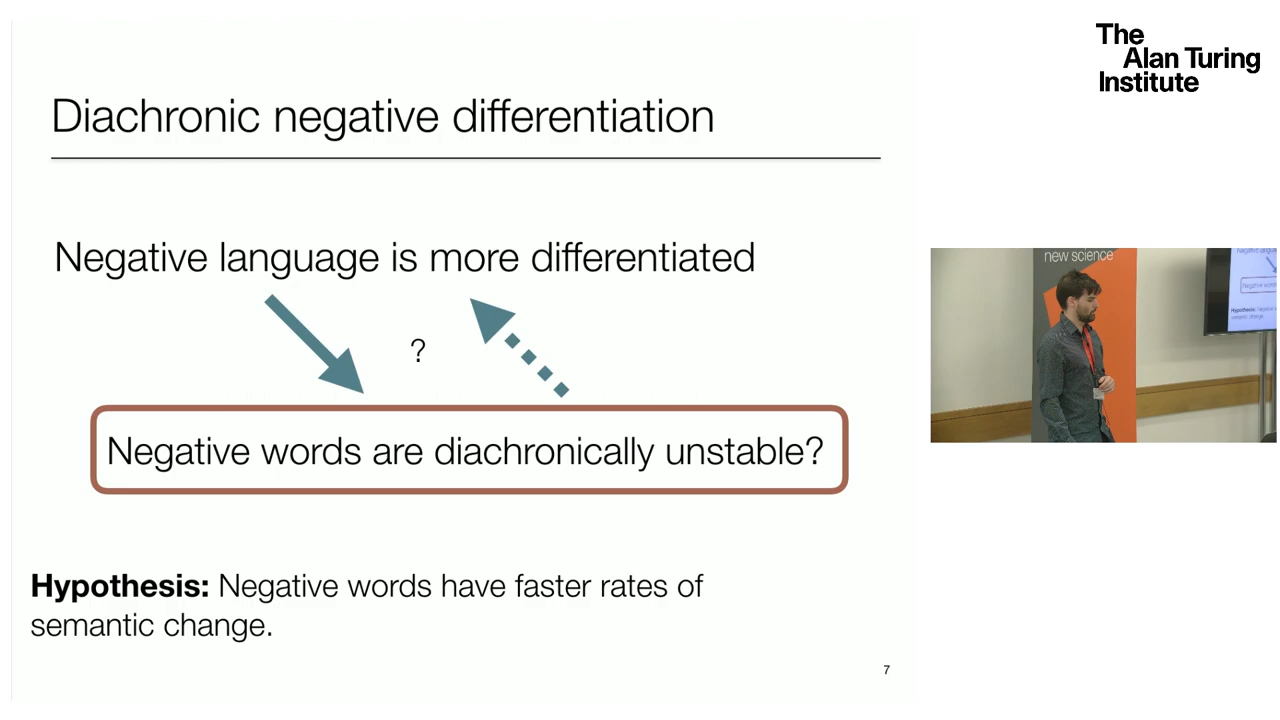 The
Alan Turing
Institute
Diachronic negative differentiation
Negative language is more differentiated
?
Negative words are diachronically unstable?
Hypothesis: Negative words have faster rates of
semantic change.
7
new science